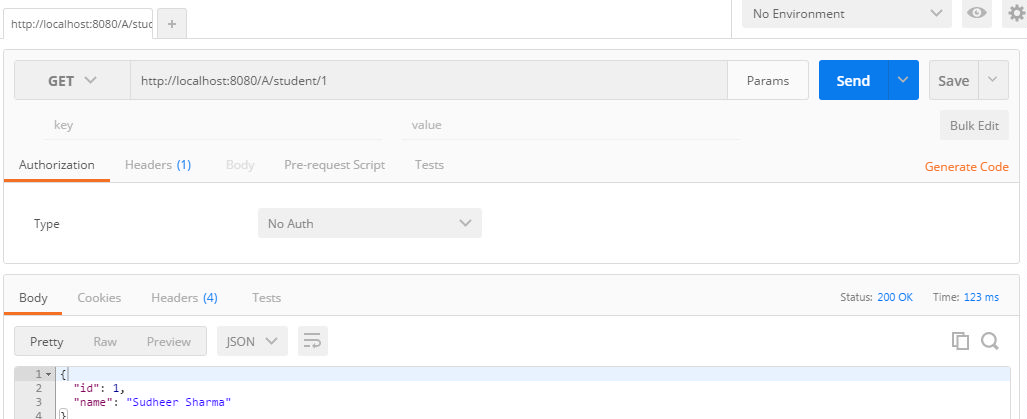 http://localhost:8080/A/stud
+
No Environment
GET
http://localhost:8080/A/student/1
Params
Send
Save
key
value
Bulk Edit
Authorization
Headers (1)
Body
Pre-request Script
Tests
Generate Code
Type
No Auth
Body
Cookies
Headers (4)
Tests
Status: 200 OK
Time: 123 ms
Pretty
Raw
Preview
JSON
1 {
2 "id": 1,
3 "name": "Sudheer Sharma"
4 }